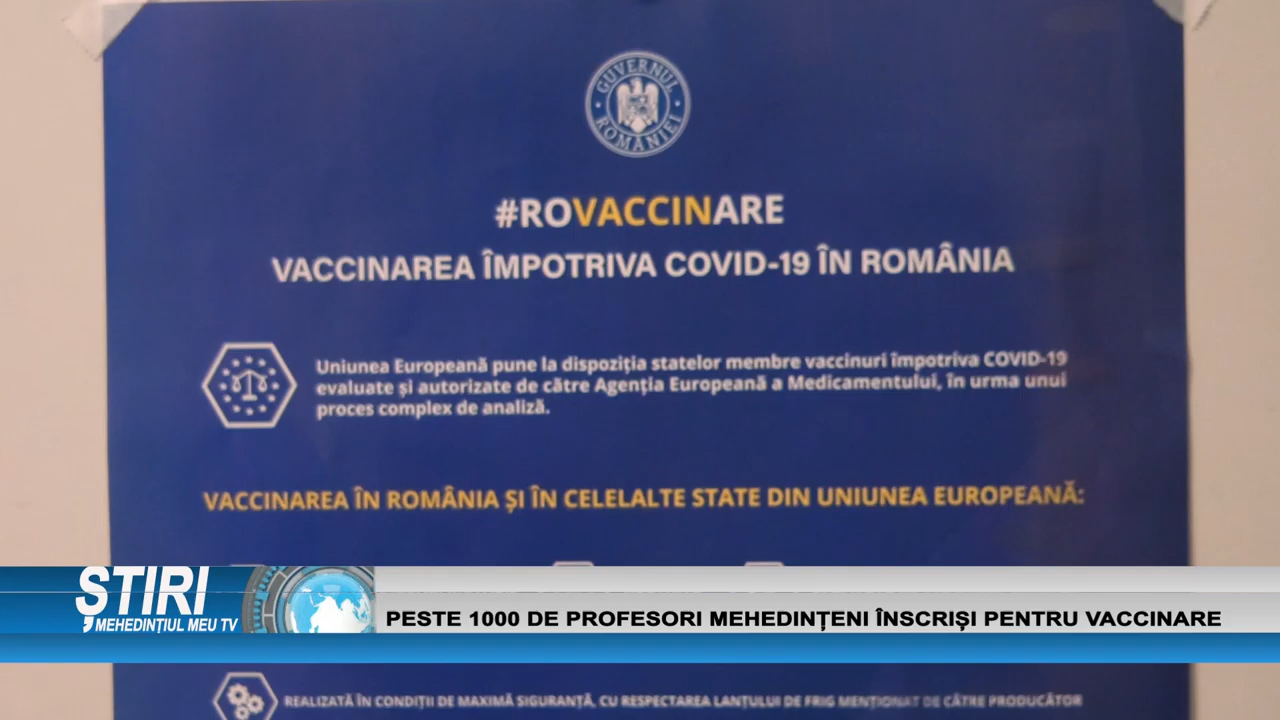 GUVERNUL ROMÂNIEI
#ROVACCINARE
VACCINAREA ÎMPOTRIVA COVID-19 ÎN ROMÂNIA
Uniunea Europeană pune la dispoziția statelor membre vaccinuri împotriva COVID-19
evaluate și autorizate de către Agenția Europeană a Medicamentului, în urma unui
proces complex de analiză.
VACCINAREA ÎN ROMÂNIA ȘI ÎN CELELALTE STATE DIN UNIUNEA EUROPEANĂ:
ȘTIRI
MEHEDINȚIUL MEU TV
PESTE 1000 DE PROFESORI MEHEDINȚENI ÎNSCRIȘI PENTRU VACCINARE
REALIZATĂ ÎN CONDIȚII DE MAXIMĂ SIGURANȚĂ, CU RESPECTAREA LANȚULUI DE FRIG MENȚIONAT DE CĂTRE PRODUCĂTOR